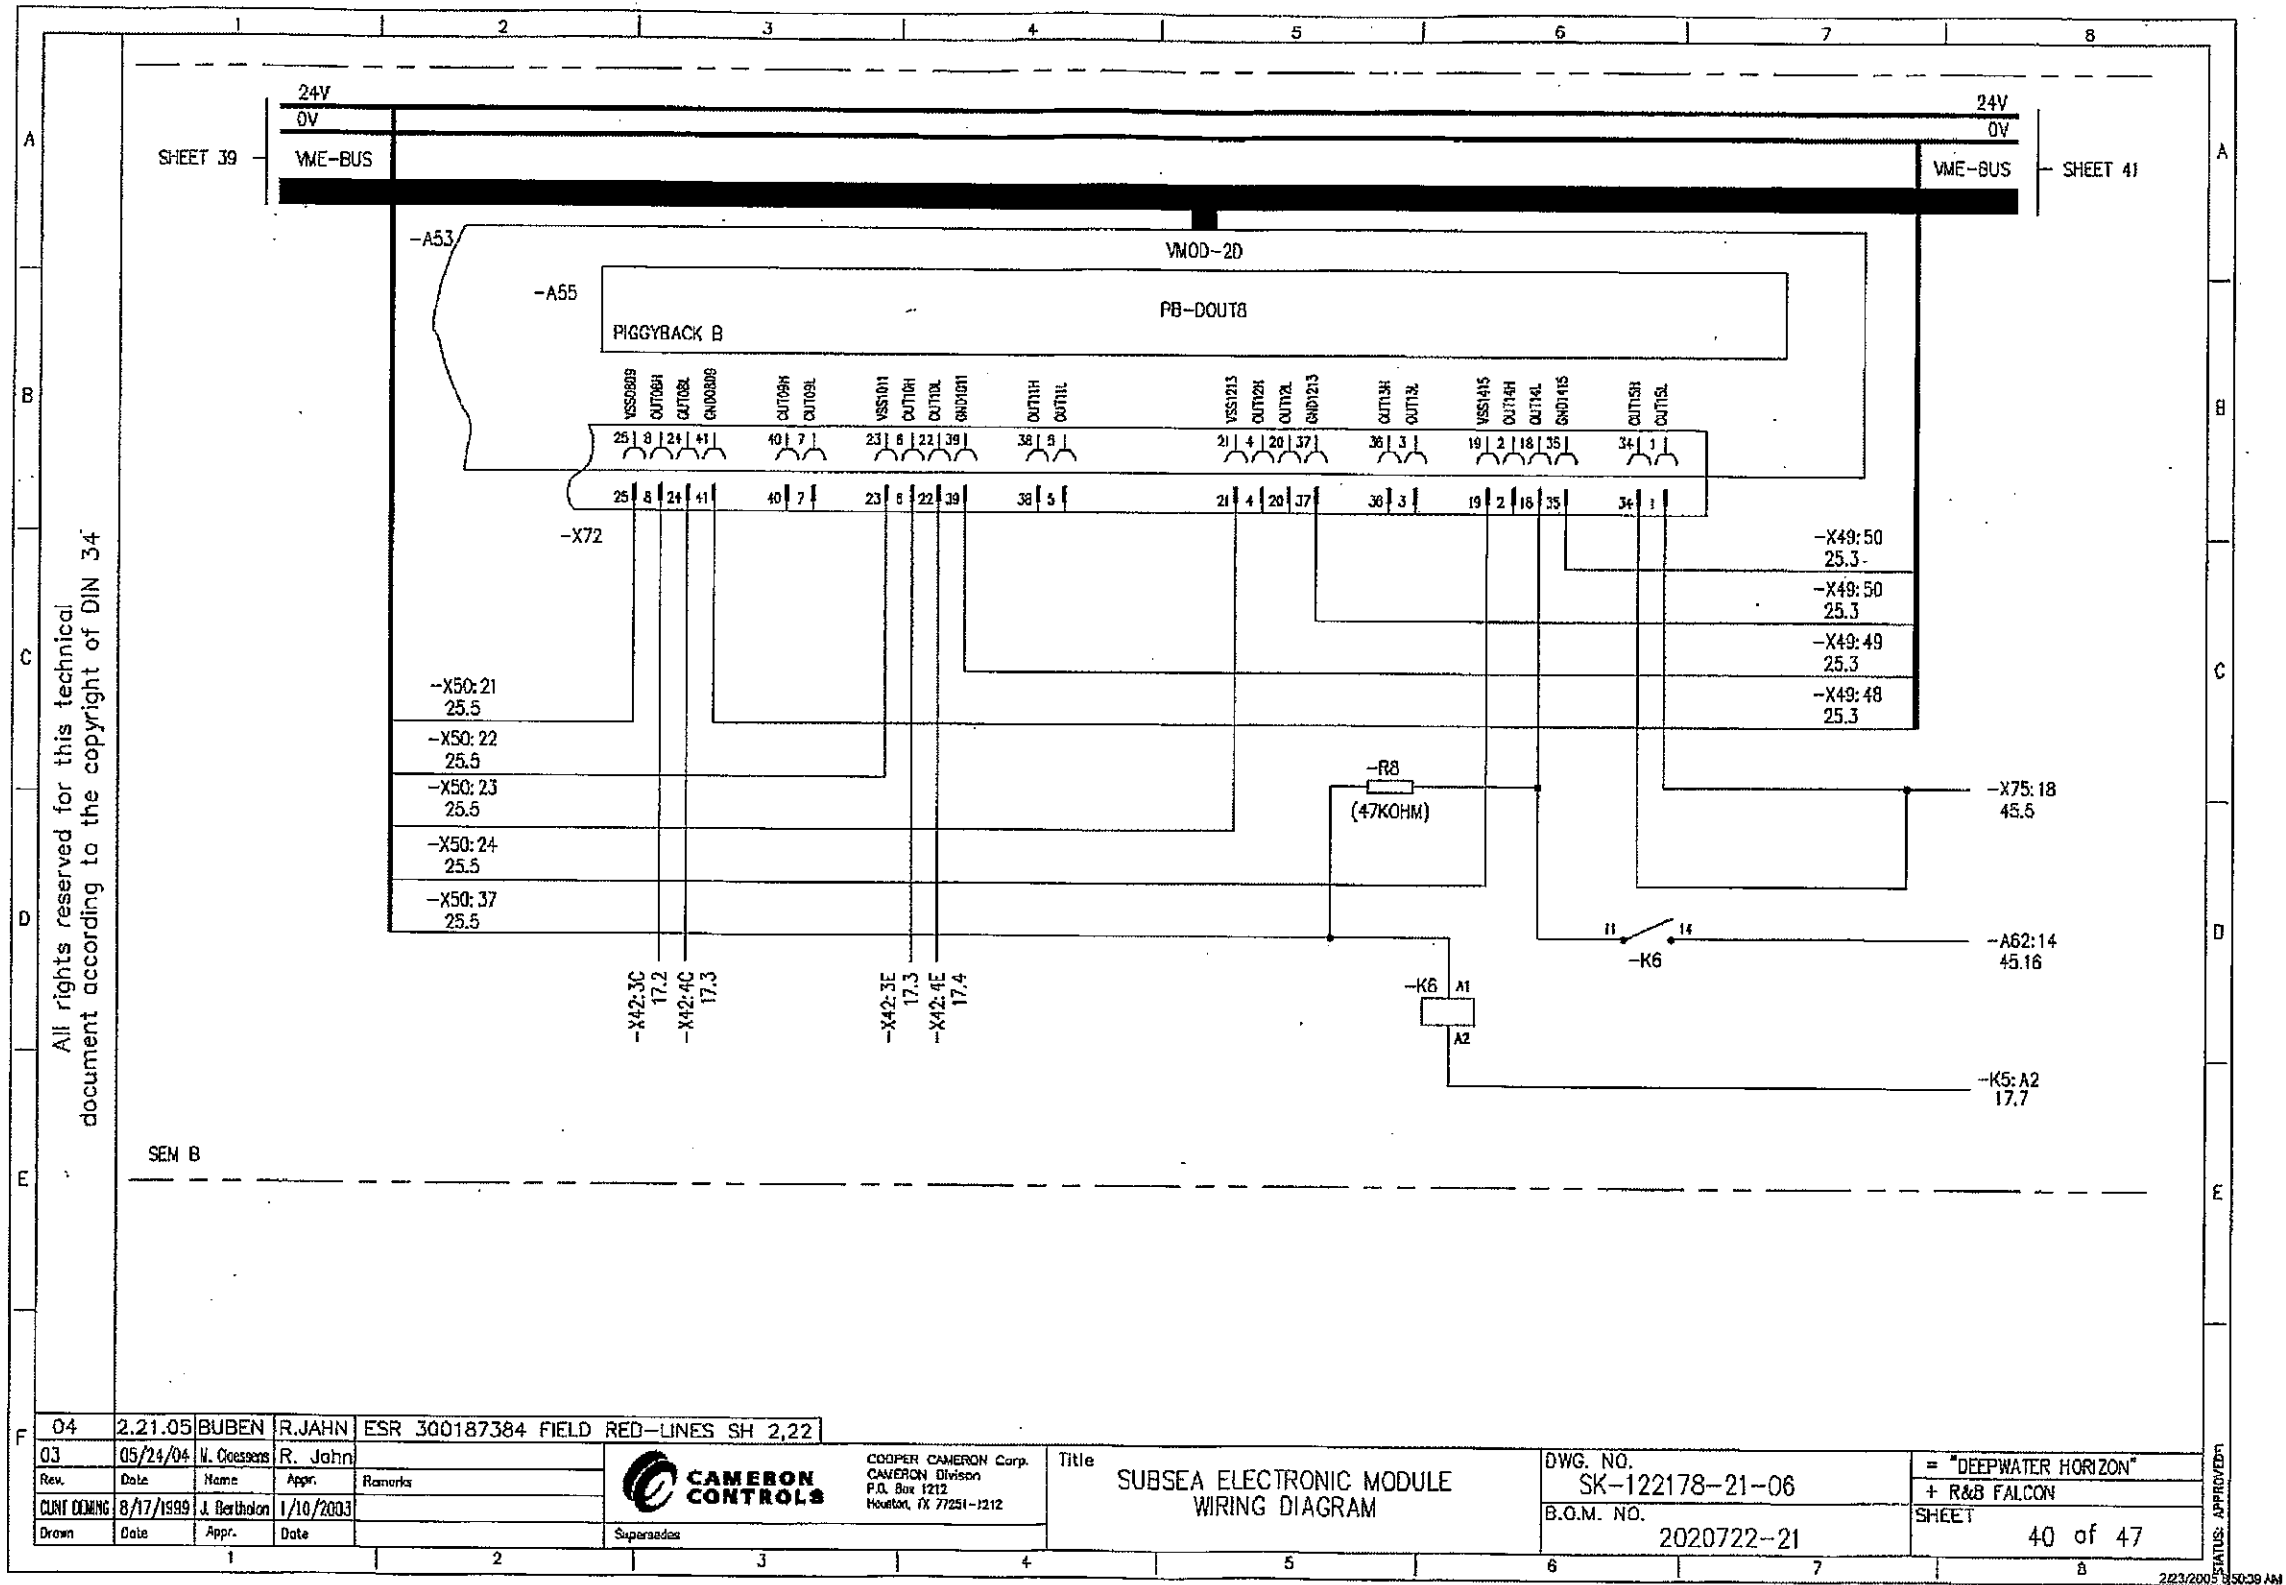 1 2 3 4 5 6 7 8
24V
0V
SHEET 39
VME-BUS
24V
0V
VME-BUS
SHEET 41
A
A
-A53
VMOD-2D
-A55
PB-DOUT8
PIGGYBACK B
B
B
VSS0809 OUT08H OUT08L GND0809 OUT09H OUT09L VSS1011 OUT10H OUT10L GND1011 OUT11H OUT11L VSS1213 OUT12H OUT12L GND1213 OUT13H OUT13L VSS1415 OUT14H OUT14L GND1415 OUT15H OUT15L
25 8 24 41 40 7 23 6 22 39 38 5 21 4 20 37 36 3 19 2 18 35 34 1
25 8 24 41 40 7 23 6 22 39 38 5 21 4 20 37 36 3 19 2 18 35 34 1
-X72
-X49:50
25.3
-X49:50
25.3
-X49:49
25.3
-X49:48
25.3
C
C
-X50:21
25.5
-X50:22
25.5
-X50:23
25.5
-X50:24
25.5
-X50:37
25.5
-R8
(47KOHM)
-X75:18
45.5
D
D
11 14
-K6
-A62:14
45.16
-X42:3C
17.2
-X42:4C
17.3
-X42:3E
17.3
-X42:4E
17.4
-K6 A1
A2
-K5:A2
17.7
All rights reserved for this technical
document according to the copyright of DIN 34
SEM B
E
E
F
04 2.21.05 BUBEN R.JAHN ESR 300187384 FIELD RED-LINES SH 2,22
03 05/24/04 R. Jahn
Rev. Date Name Appr. Remarks
8/17/1999 J. Bertholon 1/10/2003
Drawn Date Appr. Date
CAMERON
CONTROLS
COOPER CAMERON Corp.
CAMERON Divison
P.O. Box 1212
Houston, TX 77251-1212
Supersedes
Title
SUBSEA ELECTRONIC MODULE
WIRING DIAGRAM
DWG. NO.
SK-122178-21-06
B.O.M. NO.
2020722-21
= "DEEPWATER HORIZON"
+ R&B FALCON
SHEET
40 of 47
STATUS: APPROVED
1 2 3 4 5 6 7 8
2/23/2005 8:50:39 AM